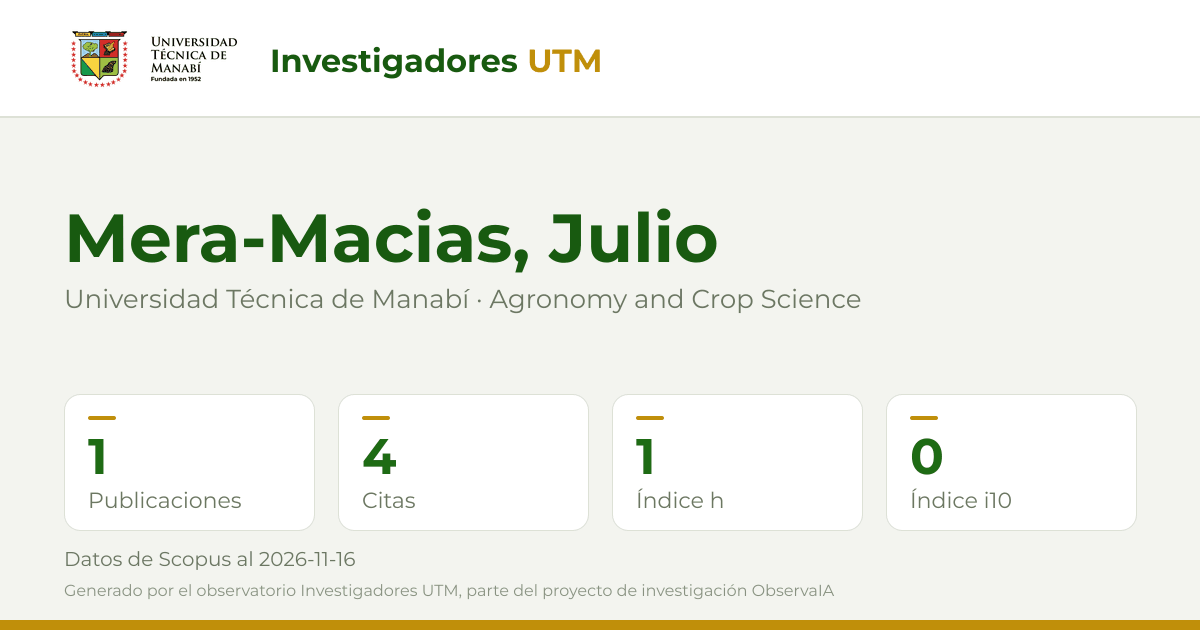 UNIVERSIDAD
TÉCNICA DE
MANABÍ
Fundada en 1952
Investigadores UTM
Mera-Macias, Julio
Universidad Técnica de Manabí · Agronomy and Crop Science
1
Publicaciones
4
Citas
1
Índice h
0
Índice i10
Datos de Scopus al 2026-11-16
Generado por el observatorio Investigadores UTM, parte del proyecto de investigación ObservaIA